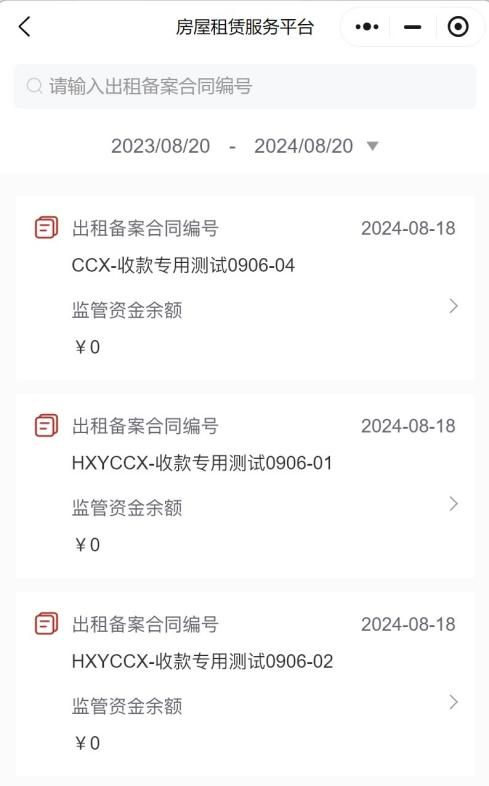 房屋租赁服务平台
请输入出租备案合同编号
2023/08/20 - 2024/08/20
出租备案合同编号 2024-08-18
CCX-收款专用测试0906-04
监管资金余额
￥0
出租备案合同编号 2024-08-18
HXYCCX-收款专用测试0906-01
监管资金余额
￥0
出租备案合同编号 2024-08-18
HXYCCX-收款专用测试0906-02
监管资金余额
￥0